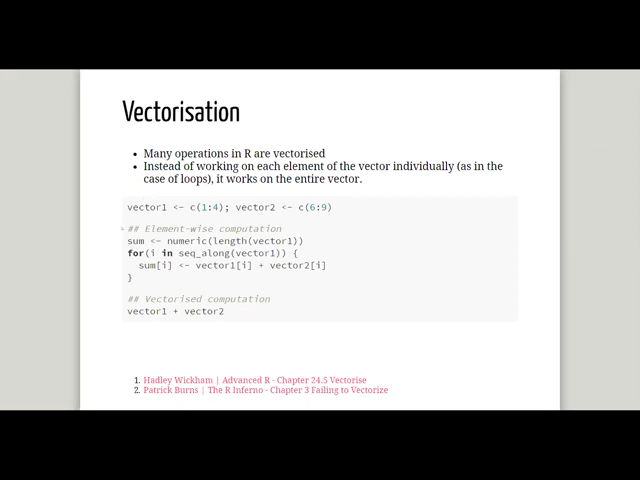 Vectorisation
• Many operations in R are vectorised
• Instead of working on each element of the vector individually (as in the
case of loops), it works on the entire vector.
vector1 <- c(1:4); vector2 <- c(6:9)
## Element-wise computation
sum <- numeric(length(vector1))
for(i in seq_along(vector1)) {
  sum[i] <- vector1[i] + vector2[i]
}
## Vectorised computation
vector1 + vector2
1. Hadley Wickham | Advanced R - Chapter 24.5 Vectorise
2. Patrick Burns | The R Inferno - Chapter 3 Failing to Vectorize